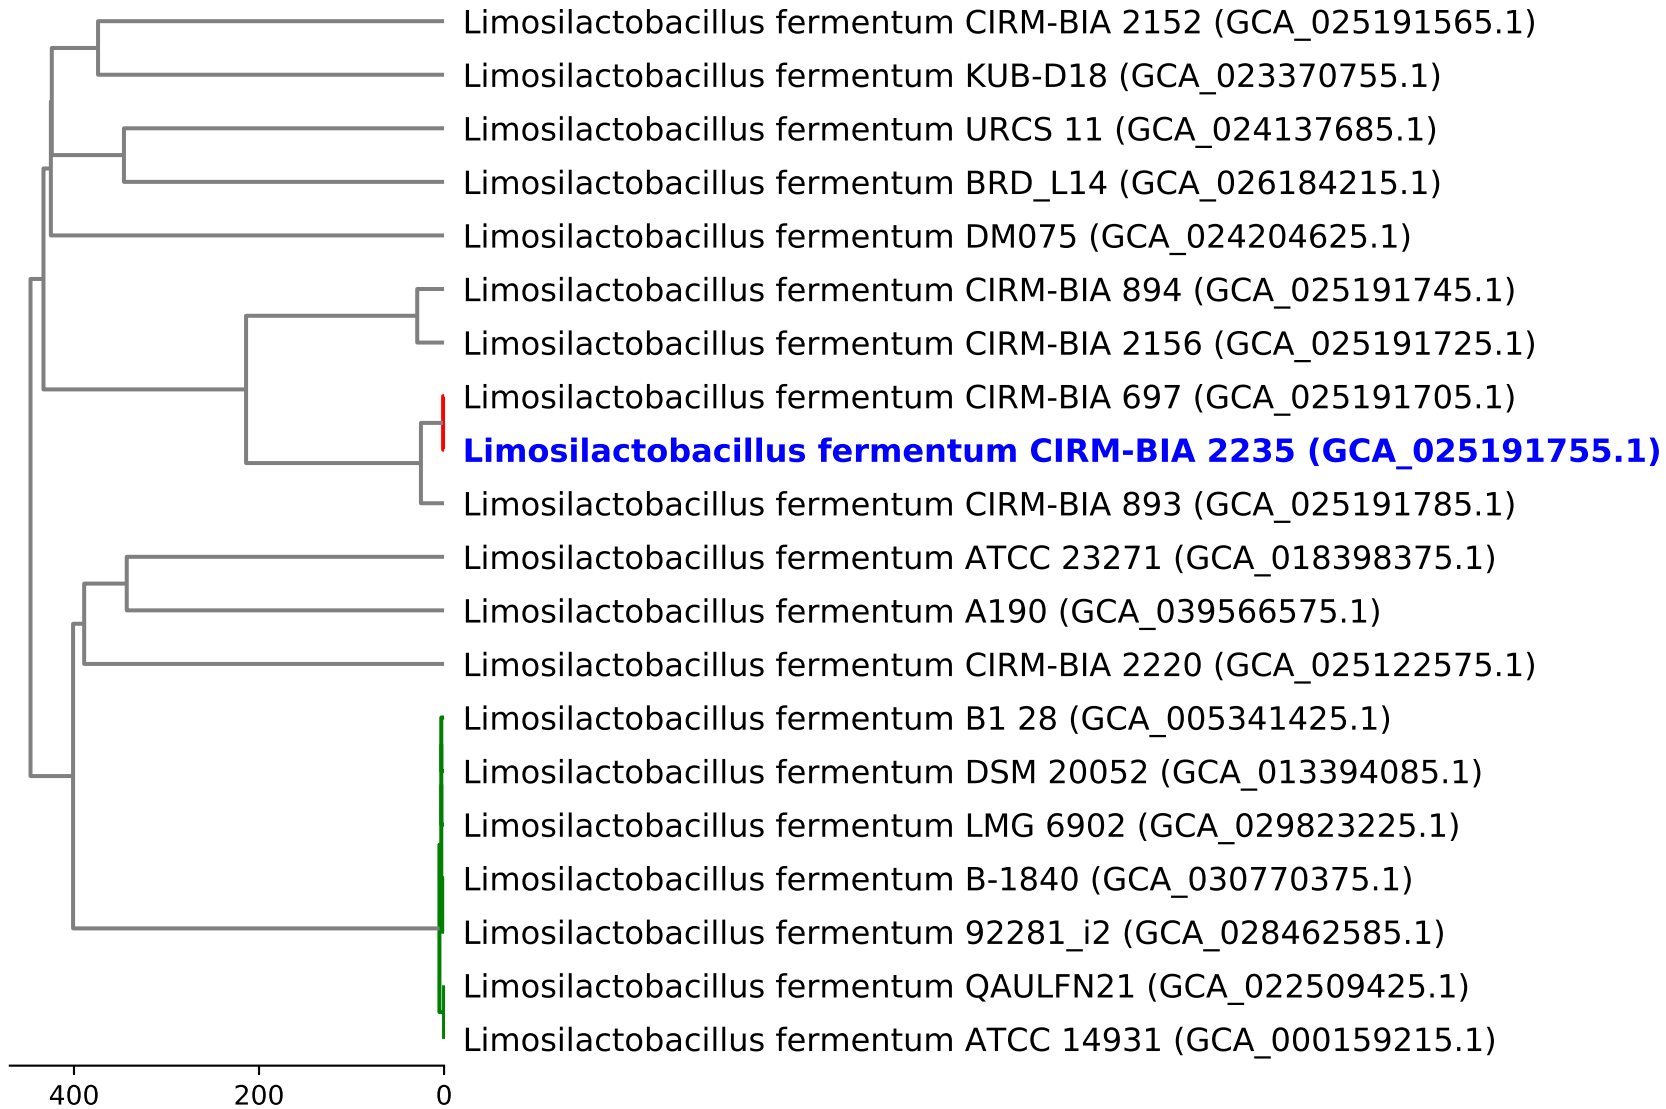 Limosilactobacillus fermentum CIRM-BIA 2152 (GCA_025191565.1)
Limosilactobacillus fermentum KUB-D18 (GCA_023370755.1)
Limosilactobacillus fermentum URCS 11 (GCA_024137685.1)
Limosilactobacillus fermentum BRD_L14 (GCA_026184215.1)
Limosilactobacillus fermentum DM075 (GCA_024204625.1)
Limosilactobacillus fermentum CIRM-BIA 894 (GCA_025191745.1)
Limosilactobacillus fermentum CIRM-BIA 2156 (GCA_025191725.1)
Limosilactobacillus fermentum CIRM-BIA 697 (GCA_025191705.1)
Limosilactobacillus fermentum CIRM-BIA 2235 (GCA_025191755.1)
Limosilactobacillus fermentum CIRM-BIA 893 (GCA_025191785.1)
Limosilactobacillus fermentum ATCC 23271 (GCA_018398375.1)
Limosilactobacillus fermentum A190 (GCA_039566575.1)
Limosilactobacillus fermentum CIRM-BIA 2220 (GCA_025122575.1)
Limosilactobacillus fermentum B1 28 (GCA_005341425.1)
Limosilactobacillus fermentum DSM 20052 (GCA_013394085.1)
Limosilactobacillus fermentum LMG 6902 (GCA_029823225.1)
Limosilactobacillus fermentum B-1840 (GCA_030770375.1)
Limosilactobacillus fermentum 92281_i2 (GCA_028462585.1)
Limosilactobacillus fermentum QAULFN21 (GCA_022509425.1)
Limosilactobacillus fermentum ATCC 14931 (GCA_000159215.1)
400 200 0